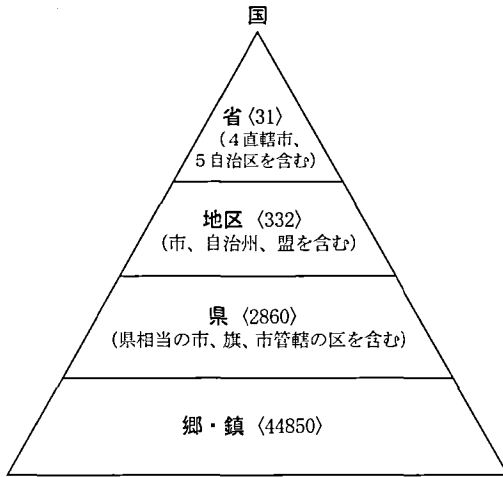 国
省〈31〉
(4直轄市、
5自治区を含む)
地区〈332〉
(市、自治州、盟を含む)
県〈2860〉
(県相当の市、旗、市管轄の区を含む)
郷・鎮〈44850〉